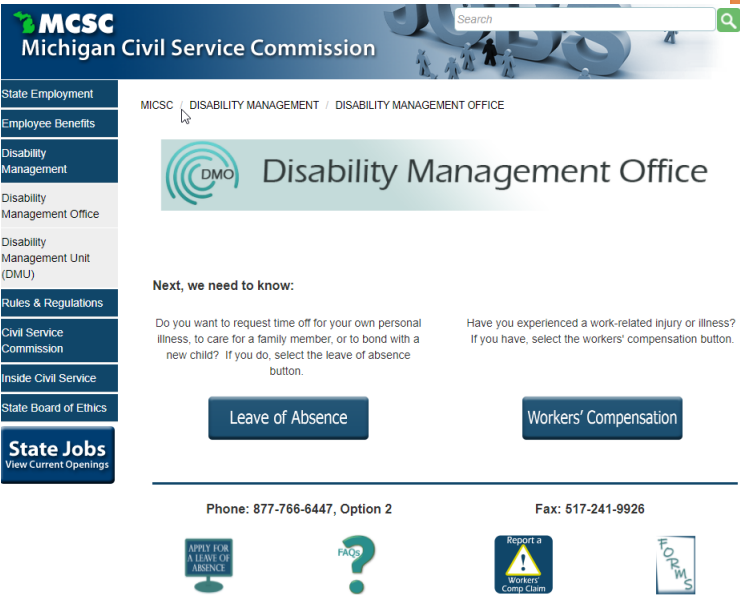 MCSC
Michigan Civil Service Commission
JOBS
Search
State Employment
Employee Benefits
Disability
Management
Disability
Management Office
Disability
Management Unit
(DMU)
Rules & Regulations
Civil Service
Commission
Inside Civil Service
State Board of Ethics
State Jobs
View Current Openings
MICSC / DISABILITY MANAGEMENT / DISABILITY MANAGEMENT OFFICE
DMO Disability Management Office
Next, we need to know:
Do you want to request time off for your own personal
illness, to care for a family member, or to bond with a
new child? If you do, select the leave of absence
button.
Leave of Absence
Have you experienced a work-related injury or illness?
If you have, select the workers' compensation button.
Workers' Compensation
Phone: 877-766-6447, Option 2
Fax: 517-241-9926
APPLY FOR
A LEAVE OF
ABSENCE
FAQs
Report a
Workers'
Comp Claim
FORMS